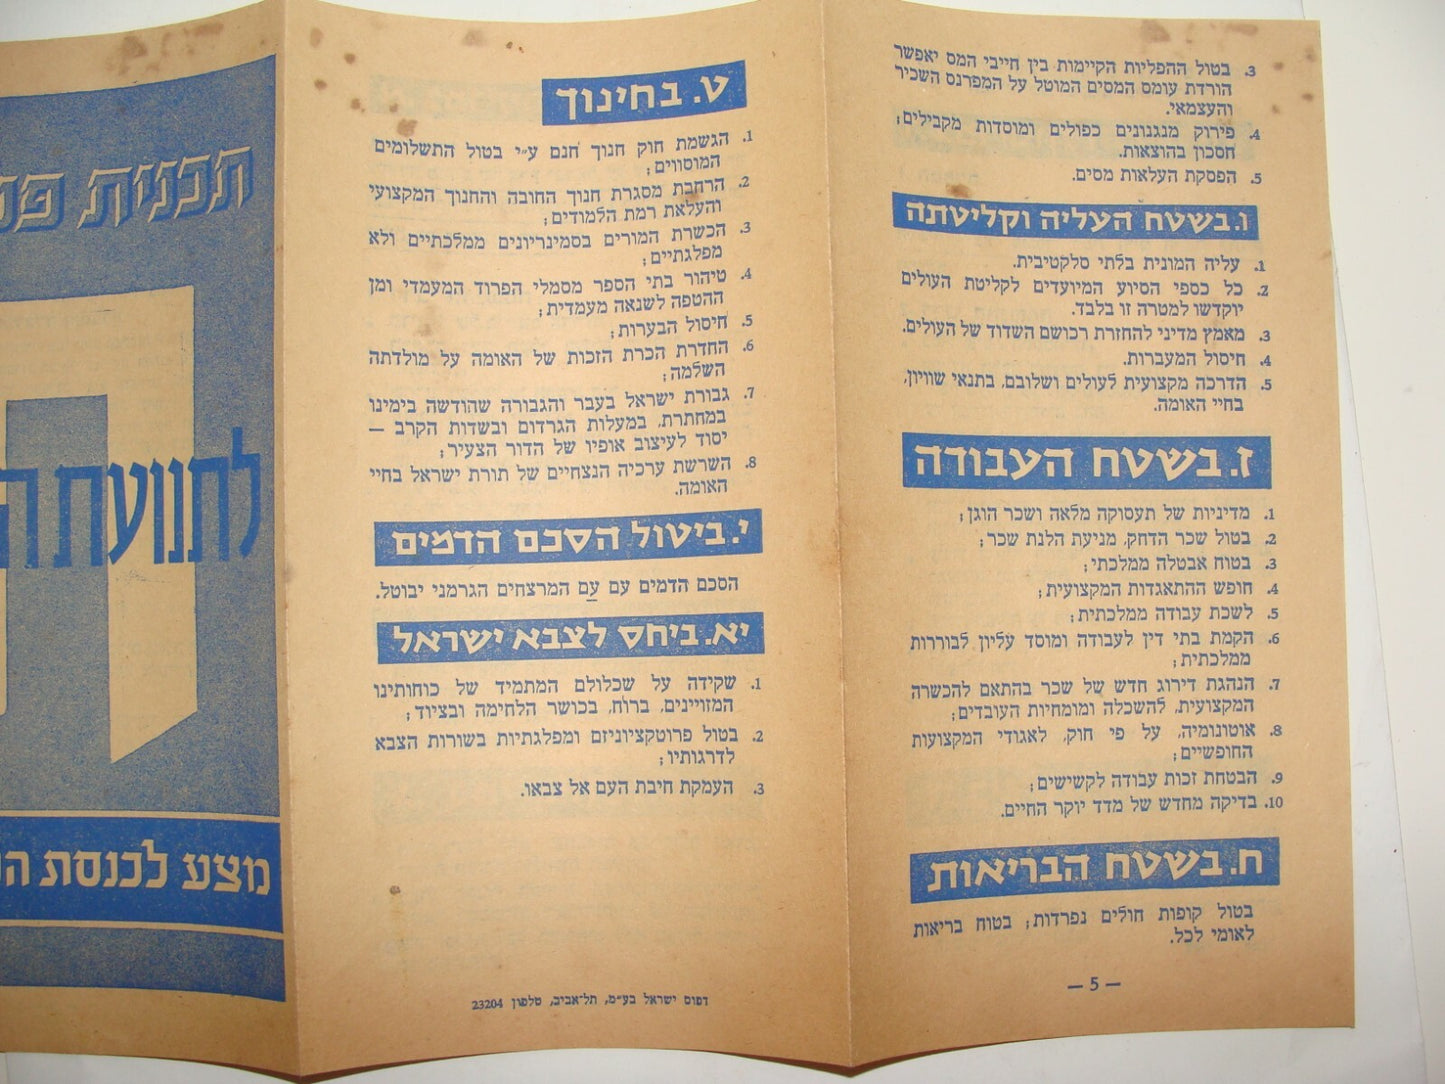 3. בטול ההפליות הקיימות בין חייבי המס יאפשר
הורדת עומס המסים המוטל על המפרנס השכיר
והעצמאי.
4. פירוק מנגנונים כפולים ומוסדות מקבילים;
חסכון בהוצאות.
5. הפסקת העלאות מסים.
ו. בשטח העליה וקליטתה
1. עליה המונית בלתי סלקטיבית.
2. כל כספי הסיוע המיועדים לקליטת העולים
יוקדשו למטרה זו בלבד.
3. מאמץ מדיני להחזרת רכושם השדוד של העולים.
4. חיסול המעברות.
5. הדרכה מקצועית לעולים ושלובם, בתנאי שוויון,
בחיי האומה.
ז. בשטח העבודה
1. מדיניות של תעסוקה מלאה ושכר הוגן;
2. בטול שכר הדחק, מניעת הלנת שכר;
3. בטוח אבטלה ממלכתי;
4. חופש ההתאגדות המקצועית;
5. לשכת עבודה ממלכתית;
6. הקמת בתי דין לעבודה ומוסד עליון לבוררות
ממלכתית;
7. הנהגת דירוג חדש של שכר בהתאם להכשרה
המקצועית, להשכלה ומומחיות העובדים;
8. אוטונומיה, על פי חוק, לאגודי המקצועות
החופשיים;
9. הבטחת זכות עבודה לקשישים;
10. בדיקה מחדש של מדד יוקר החיים.
ח. בשטח הבריאות
בטול קופות חולים נפרדות; בטוח בריאות
לאומי לכל.
— 5 —
ט. בחינוך
1. הגשמת חוק חנוך חנם ע״י בטול התשלומים
המוסווים;
2. הרחבת מסגרת חנוך החובה והחנוך המקצועי
והעלאת רמת הלמודים;
3. הכשרת המורים בסמינריונים ממלכתיים ולא
מפלגתיים;
4. טיהור בתי הספר מסמלי הפרוד המעמדי ומן
ההטפה לשנאה מעמדית;
5. חיסול הבערות;
6. החדרת הכרת הזכות של האומה על מולדתה
השלמה;
7. גבורת ישראל בעבר והגבורה שהודשה בימינו
במחתרת, במעלות הגרדום ובשדות הקרב —
יסוד לעיצוב אופיו של הדור הצעיר;
8. השרשת ערכיה הנצחיים של תורת ישראל בחיי
האומה.
י. ביטול הסכם הדמים
הסכם הדמים עם עם המרצחים הגרמני יבוטל.
יא. ביחס לצבא ישראל
1. שקידה על שכלולם המתמיד של כוחותינו
המזויינים, ברוח, בכושר הלחימה ובציוד;
2. בטול פרוטקציוניזם ומפלגתיות בשורות הצבא
לדרגותיו;
3. העמקת חיבת העם אל צבאו.
דפוס ישראל בע״מ, תל־אביב, טלפון 23204
תכנית
לתנועת
מצע לכנסת